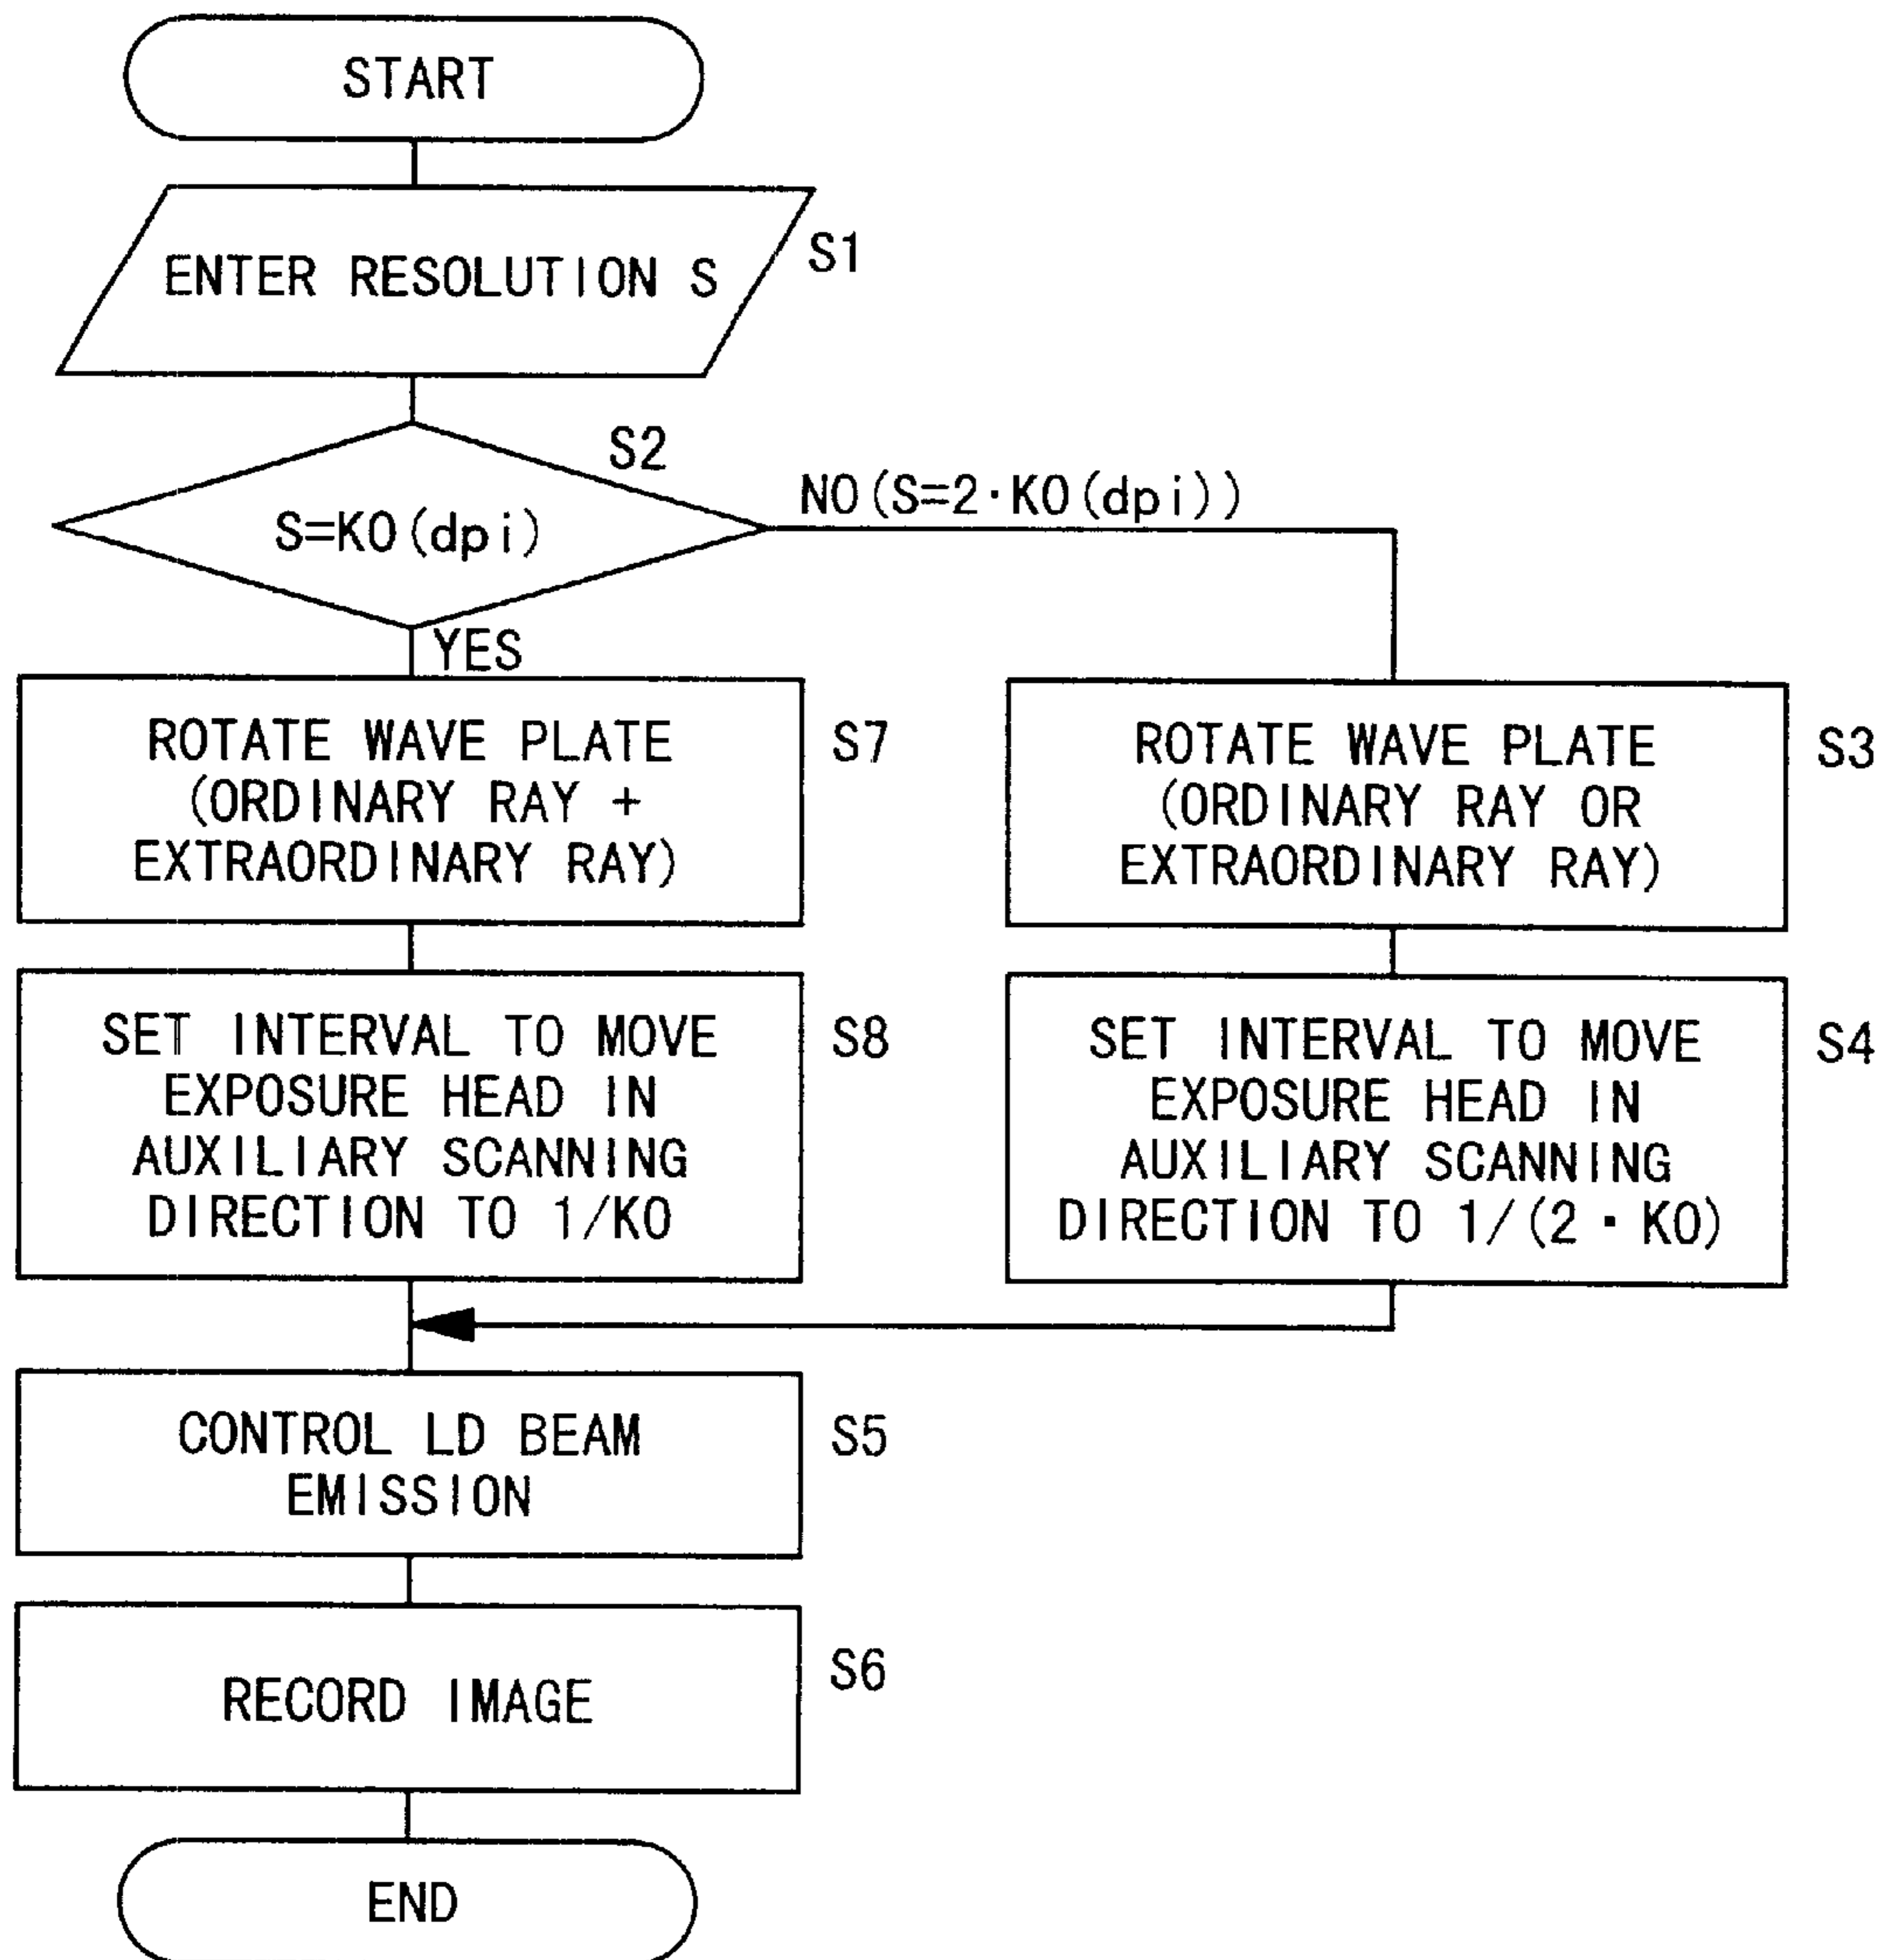 START
ENTER RESOLUTION S
S1
S2
S=K0(dpi)
NO(S=2·K0(dpi))
YES
ROTATE WAVE PLATE
(ORDINARY RAY +
EXTRAORDINARY RAY)
S7
ROTATE WAVE PLATE
(ORDINARY RAY OR
EXTRAORDINARY RAY)
S3
SET INTERVAL TO MOVE
EXPOSURE HEAD IN
AUXILIARY SCANNING
DIRECTION TO 1/K0
S8
SET INTERVAL TO MOVE
EXPOSURE HEAD IN
AUXILIARY SCANNING
DIRECTION TO 1/(2·K0)
S4
CONTROL LD BEAM
EMISSION
S5
RECORD IMAGE
S6
END